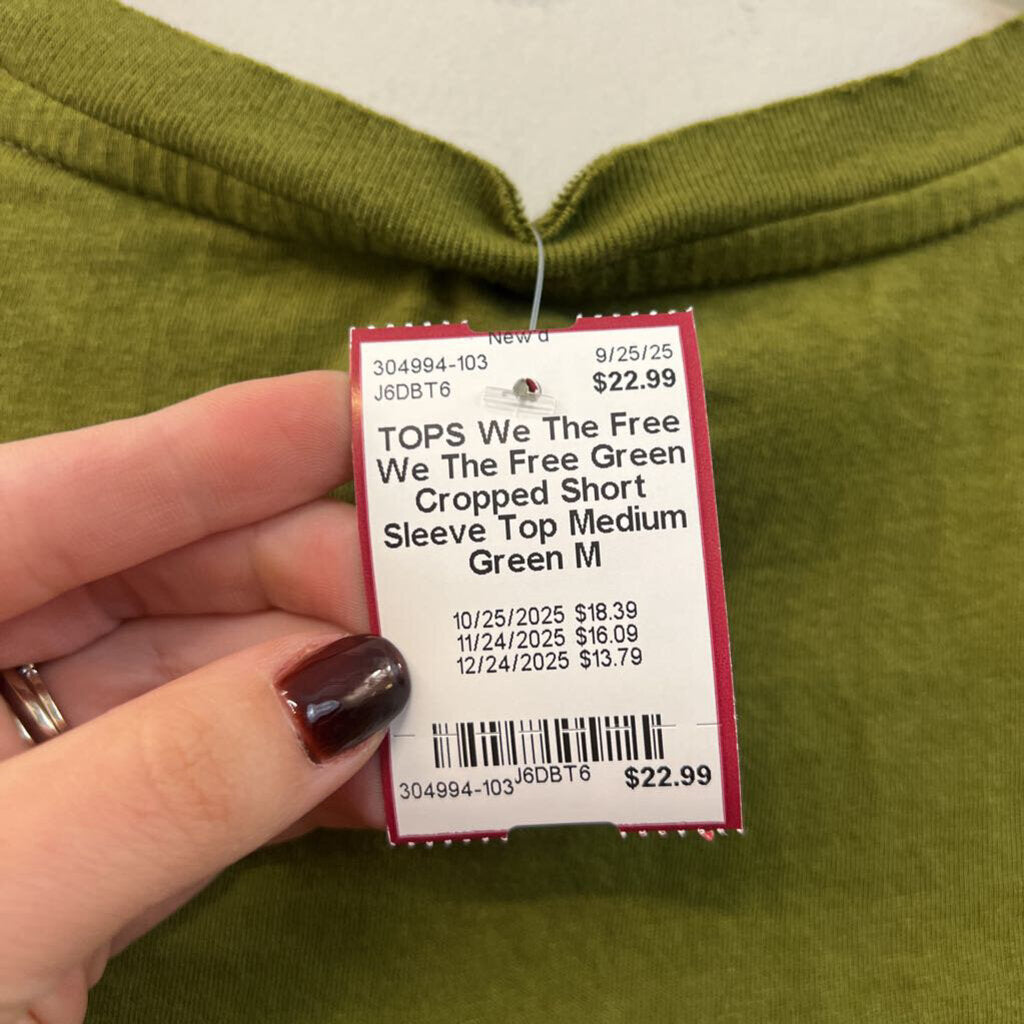 New'd
304994-103 9/25/25
J6DBT6 $22.99
TOPS We The Free
We The Free Green
Cropped Short
Sleeve Top Medium
Green M
10/25/2025 $18.39
11/24/2025 $16.09
12/24/2025 $13.79
304994-103 J6DBT6 $22.99